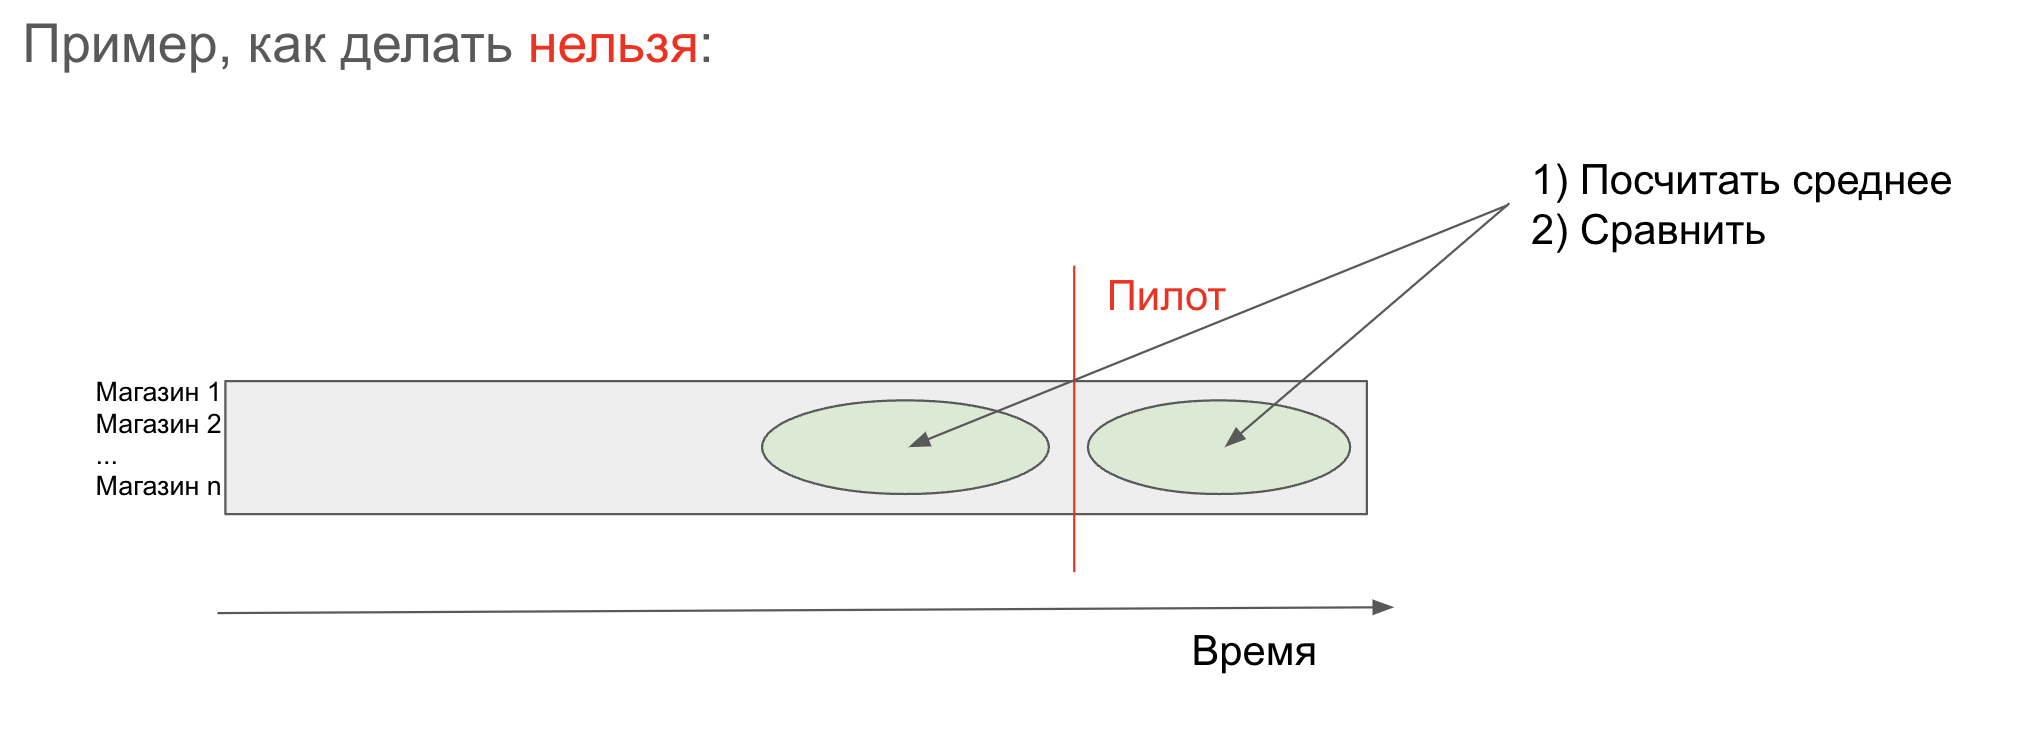 Пример, как делать нельзя:
1) Посчитать среднее
2) Сравнить
Пилот
Магазин 1
Магазин 2
...
Магазин n
Время